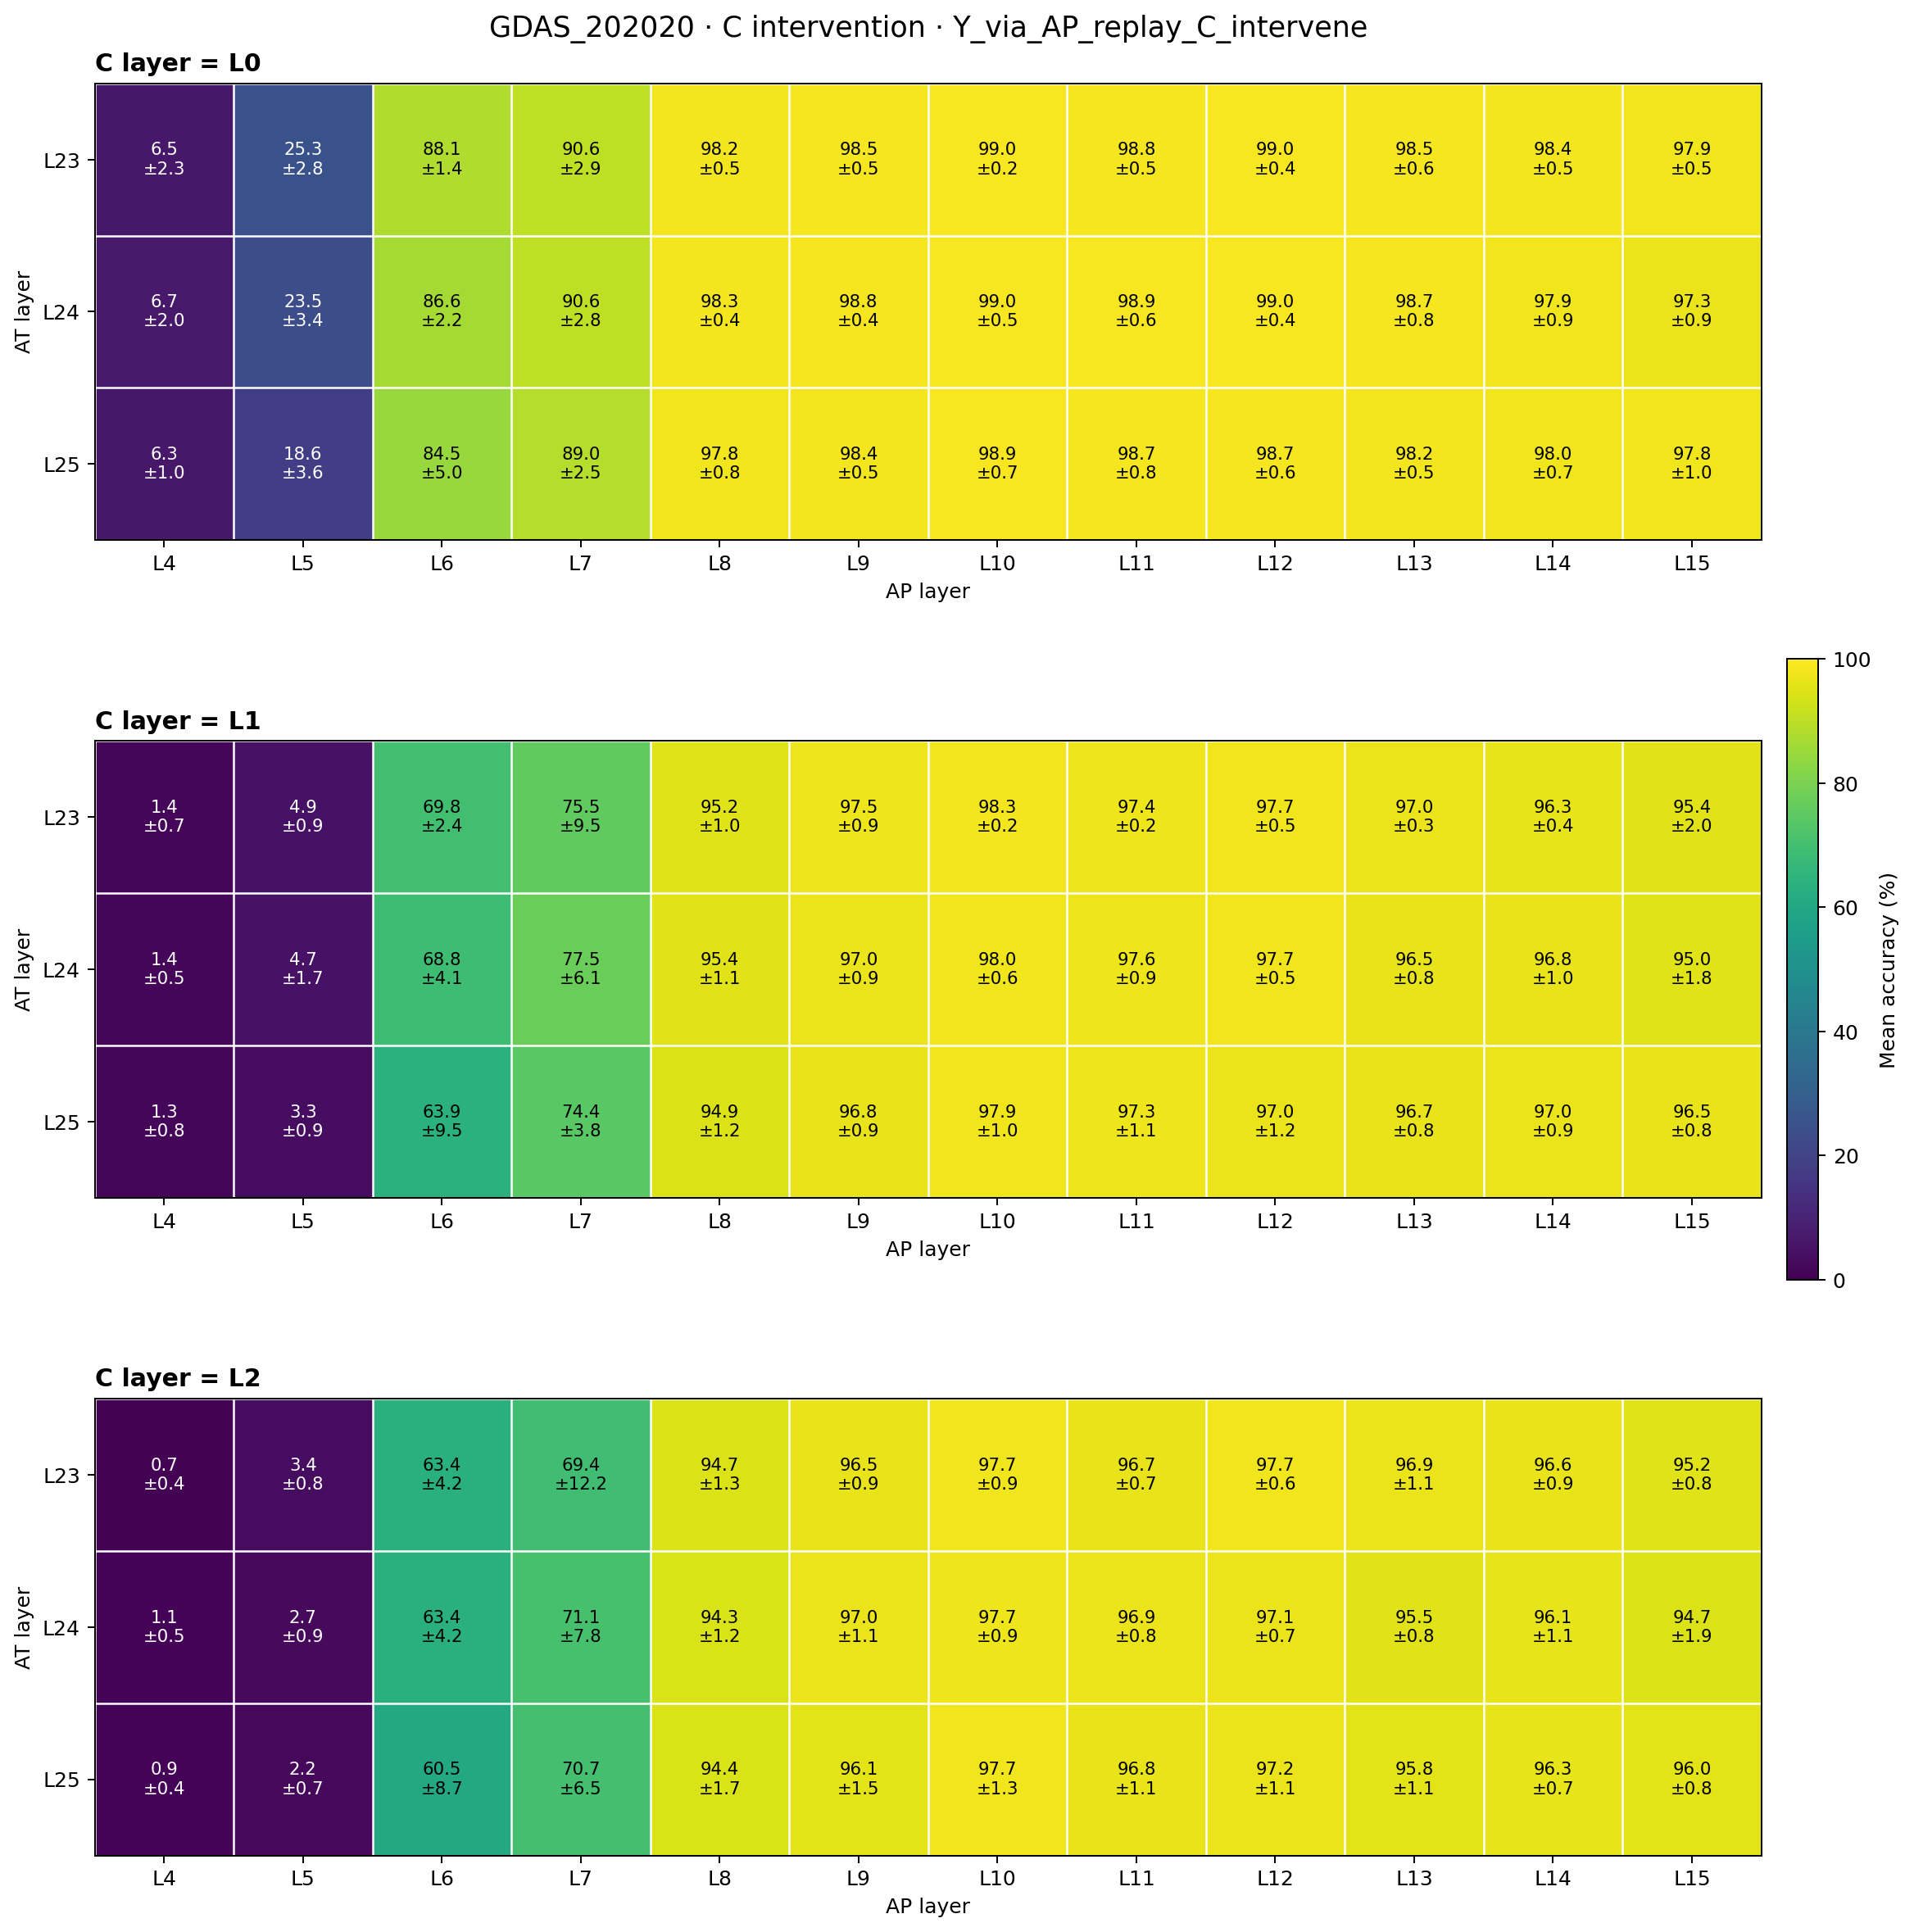 GDAS_202020 · C intervention · Y_via_AP_replay_C_intervene
C layer = L0
AT layer
L23
6.5 25.3 88.1 90.6 98.2 98.5 99.0 98.8 99.0 98.5 98.4 97.9
±2.3 ±2.8 ±1.4 ±2.9 ±0.5 ±0.5 ±0.2 ±0.5 ±0.4 ±0.6 ±0.5 ±0.5
L24
6.7 23.5 86.6 90.6 98.3 98.8 99.0 98.9 99.0 98.7 97.9 97.3
±2.0 ±3.4 ±2.2 ±2.8 ±0.4 ±0.4 ±0.5 ±0.6 ±0.4 ±0.8 ±0.9 ±0.9
L25
6.3 18.6 84.5 89.0 97.8 98.4 98.9 98.7 98.7 98.2 98.0 97.8
±1.0 ±3.6 ±5.0 ±2.5 ±0.8 ±0.5 ±0.7 ±0.8 ±0.6 ±0.5 ±0.7 ±1.0
L4 L5 L6 L7 L8 L9 L10 L11 L12 L13 L14 L15
AP layer
C layer = L1
AT layer
L23
1.4 4.9 69.8 75.5 95.2 97.5 98.3 97.4 97.7 97.0 96.3 95.4
±0.7 ±0.9 ±2.4 ±9.5 ±1.0 ±0.9 ±0.2 ±0.2 ±0.5 ±0.3 ±0.4 ±2.0
L24
1.4 4.7 68.8 77.5 95.4 97.0 98.0 97.6 97.7 96.5 96.8 95.0
±0.5 ±1.7 ±4.1 ±6.1 ±1.1 ±0.9 ±0.6 ±0.9 ±0.5 ±0.8 ±1.0 ±1.8
L25
1.3 3.3 63.9 74.4 94.9 96.8 97.9 97.3 97.0 96.7 97.0 96.5
±0.8 ±0.9 ±9.5 ±3.8 ±1.2 ±0.9 ±1.0 ±1.1 ±1.2 ±0.8 ±0.9 ±0.8
L4 L5 L6 L7 L8 L9 L10 L11 L12 L13 L14 L15
AP layer
100
80
60
40
20
0
Mean accuracy (%)
C layer = L2
AT layer
L23
0.7 3.4 63.4 69.4 94.7 96.5 97.7 96.7 97.7 96.9 96.6 95.2
±0.4 ±0.8 ±4.2 ±12.2 ±1.3 ±0.9 ±0.9 ±0.7 ±0.6 ±1.1 ±0.9 ±0.8
L24
1.1 2.7 63.4 71.1 94.3 97.0 97.7 96.9 97.1 95.5 96.1 94.7
±0.5 ±0.9 ±4.2 ±7.8 ±1.2 ±1.1 ±0.9 ±0.8 ±0.7 ±0.8 ±1.1 ±1.9
L25
0.9 2.2 60.5 70.7 94.4 96.1 97.7 96.8 97.2 95.8 96.3 96.0
±0.4 ±0.7 ±8.7 ±6.5 ±1.7 ±1.5 ±1.3 ±1.1 ±1.1 ±1.1 ±0.7 ±0.8
L4 L5 L6 L7 L8 L9 L10 L11 L12 L13 L14 L15
AP layer